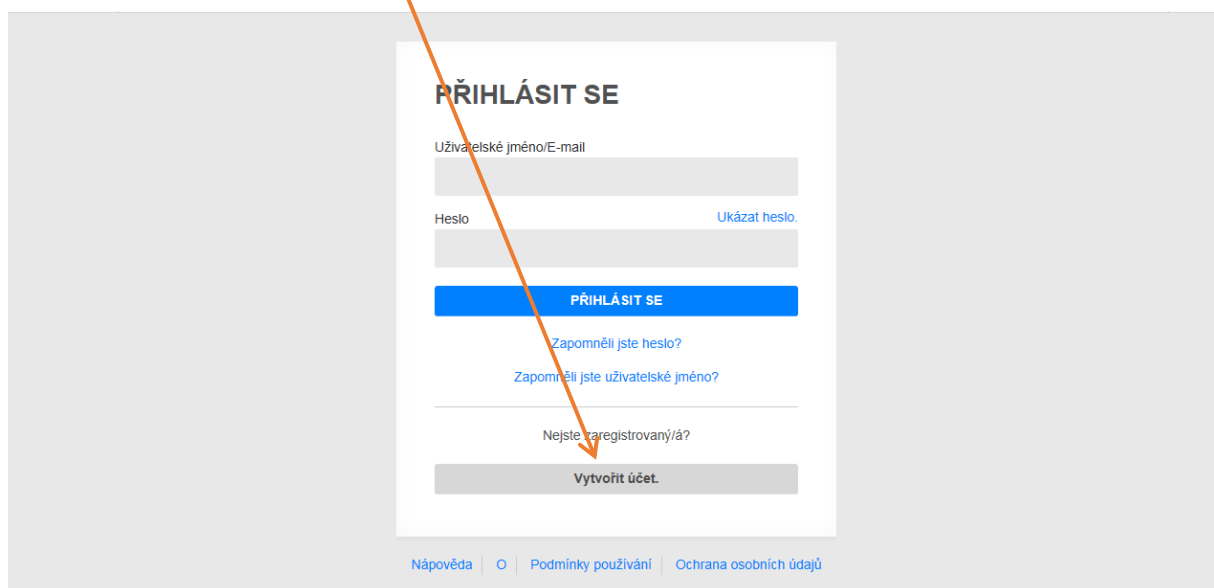 PŘIHLÁSIT SE
Uživatelské jméno/E-mail
Heslo Ukázat heslo.
PŘIHLÁSIT SE
Zapomněli jste heslo?
Zapomněli jste uživatelské jméno?
Nejste zaregistrovaný/á?
Vytvořit účet.
Nápověda O Podmínky používání Ochrana osobních údajů